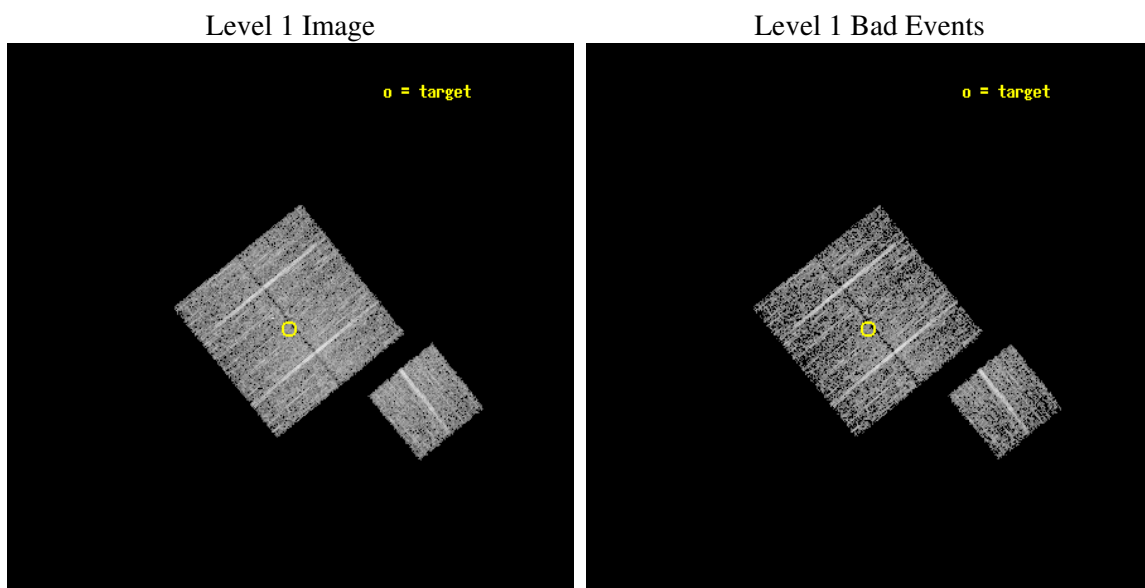 Level 1 Image
Level 1 Bad Events
o = target
o = target